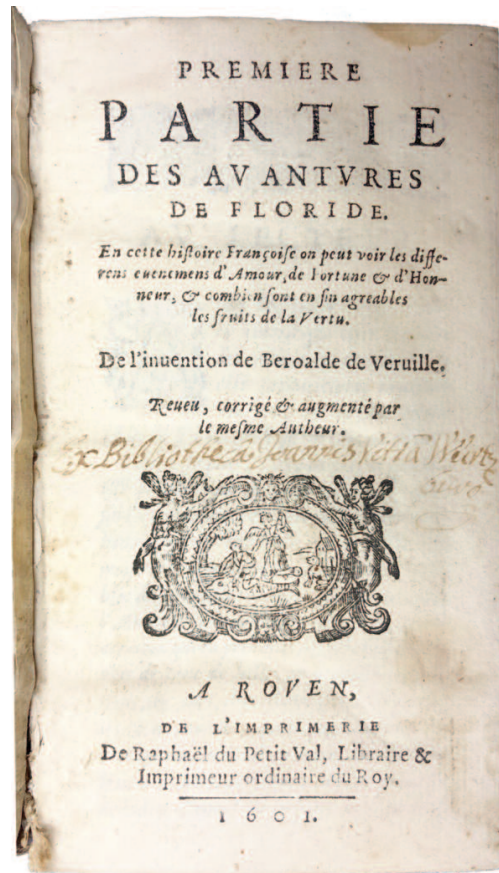 PREMIERE
PARTIE
DES AVANTVRES
DE FLORIDE.
En cette histoire Françoise on peut voir les diffe-
rens euenemens d'Amour, de Fortune & d'Hon-
neur, & combien sont en fin agreables
les fruits de la Vertu.
De l'inuention de Beroalde de Veruille.
Reueu, corrigé & augmenté par
le mesme Autheur.
Ex Bibliotheca Joannis
A ROVEN,
DE L'IMPRIMERIE
De Raphaël du Petit Val, Libraire &
Imprimeur ordinaire du Roy.
1601.